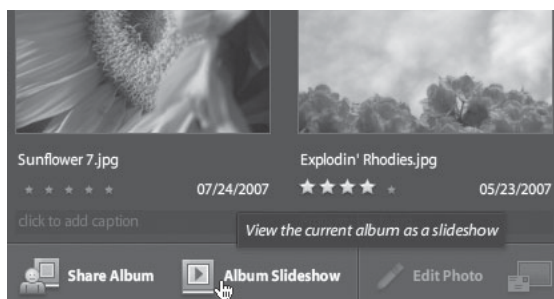 Sunflower 7.jpg
Explodin' Rhodies.jpg
07/24/2007
05/23/2007
click to add caption
View the current album as a slideshow
Share Album
Album Slideshow
Edit Photo